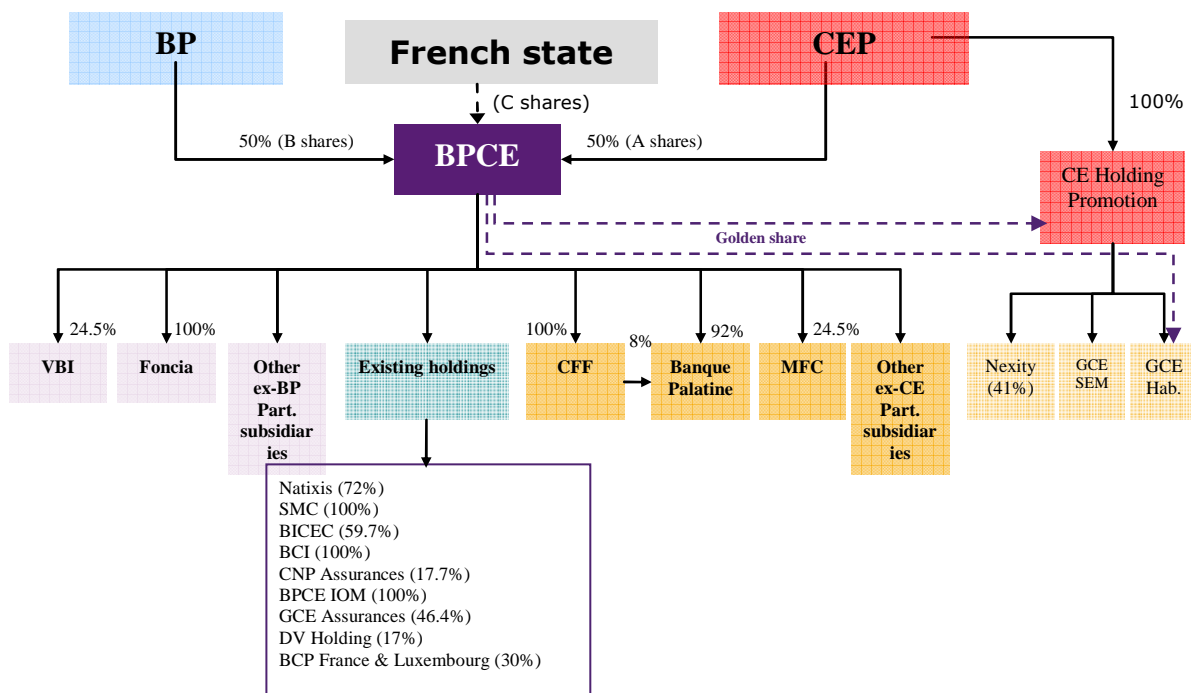 BP
French state
CEP
(C shares)
100%
50% (B shares)
BPCE
50% (A shares)
CE Holding
Promotion
Golden share
24.5%
100%
100%
8%
92%
24.5%
VBI
Foncia
Other
ex-BP
Part.
subsidiar
ies
Existing holdings
CFF
Banque
Palatine
MFC
Other
ex-CE
Part.
subsidiar
ies
Nexity
(41%)
GCE
SEM
GCE
Hab.
Natixis (72%)
SMC (100%)
BICEC (59.7%)
BCI (100%)
CNP Assurances (17.7%)
BPCE IOM (100%)
GCE Assurances (46.4%)
DV Holding (17%)
BCP France & Luxembourg (30%)